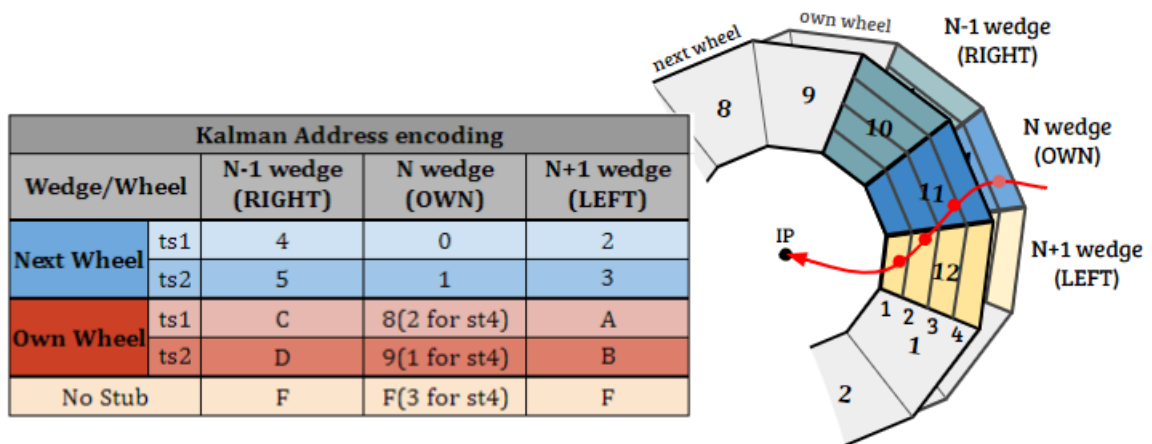 Kalman Address encoding
Wedge/Wheel
N-1 wedge
(RIGHT)
N wedge
(OWN)
N+1 wedge
(LEFT)
Next Wheel
ts1
4
0
2
ts2
5
1
3
Own Wheel
ts1
C
8(2 for st4)
A
ts2
D
9(1 for st4)
B
No Stub
F
F(3 for st4)
F
next wheel
own wheel
N-1 wedge
(RIGHT)
N wedge
(OWN)
N+1 wedge
(LEFT)
8
9
10
11
12
IP
1
2
3
4
1
2